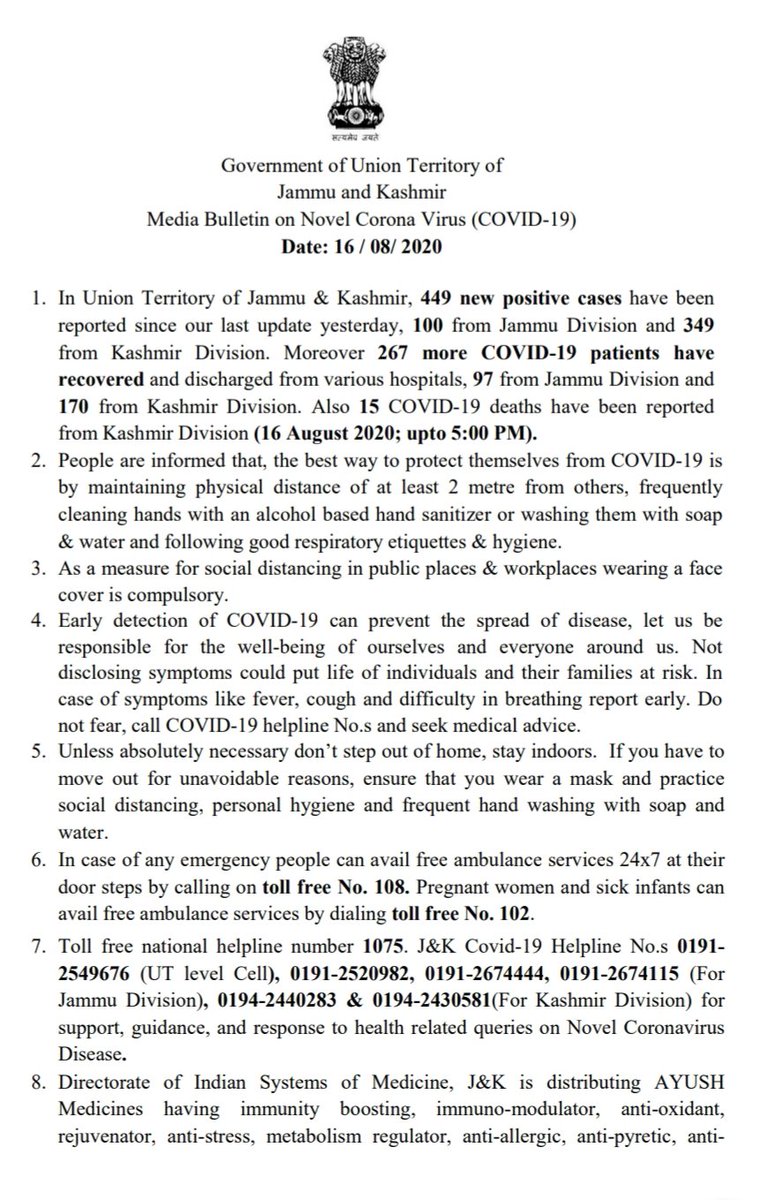 सत्यमेव जयते
Government of Union Territory of
Jammu and Kashmir
Media Bulletin on Novel Corona Virus (COVID-19)
Date: 16 / 08/ 2020
1. In Union Territory of Jammu & Kashmir, 449 new positive cases have been
reported since our last update yesterday, 100 from Jammu Division and 349
from Kashmir Division. Moreover 267 more COVID-19 patients have
recovered and discharged from various hospitals, 97 from Jammu Division and
170 from Kashmir Division. Also 15 COVID-19 deaths have been reported
from Kashmir Division (16 August 2020; upto 5:00 PM).
2. People are informed that, the best way to protect themselves from COVID-19 is
by maintaining physical distance of at least 2 metre from others, frequently
cleaning hands with an alcohol based hand sanitizer or washing them with soap
& water and following good respiratory etiquettes & hygiene.
3. As a measure for social distancing in public places & workplaces wearing a face
cover is compulsory.
4. Early detection of COVID-19 can prevent the spread of disease, let us be
responsible for the well-being of ourselves and everyone around us. Not
disclosing symptoms could put life of individuals and their families at risk. In
case of symptoms like fever, cough and difficulty in breathing report early. Do
not fear, call COVID-19 helpline No.s and seek medical advice.
5. Unless absolutely necessary don’t step out of home, stay indoors. If you have to
move out for unavoidable reasons, ensure that you wear a mask and practice
social distancing, personal hygiene and frequent hand washing with soap and
water.
6. In case of any emergency people can avail free ambulance services 24x7 at their
door steps by calling on toll free No. 108. Pregnant women and sick infants can
avail free ambulance services by dialing toll free No. 102.
7. Toll free national helpline number 1075. J&K Covid-19 Helpline No.s 0191-
2549676 (UT level Cell), 0191-2520982, 0191-2674444, 0191-2674115 (For
Jammu Division), 0194-2440283 & 0194-2430581(For Kashmir Division) for
support, guidance, and response to health related queries on Novel Coronavirus
Disease.
8. Directorate of Indian Systems of Medicine, J&K is distributing AYUSH
Medicines having immunity boosting, immuno-modulator, anti-oxidant,
rejuvenator, anti-stress, metabolism regulator, anti-allergic, anti-pyretic, anti-